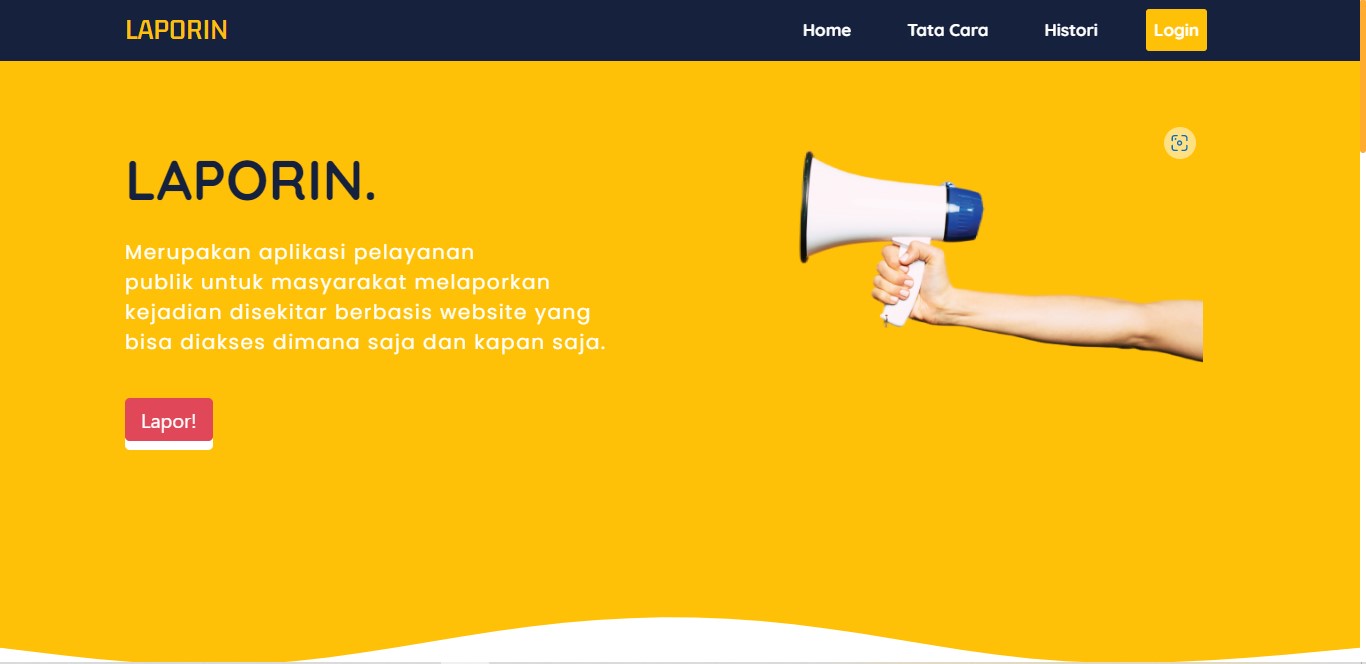 LAPORIN
Home
Tata Cara
Histori
Login
LAPORIN.
Merupakan aplikasi pelayanan
publik untuk masyarakat melaporkan
kejadian disekitar berbasis website yang
bisa diakses dimana saja dan kapan saja.
Lapor!